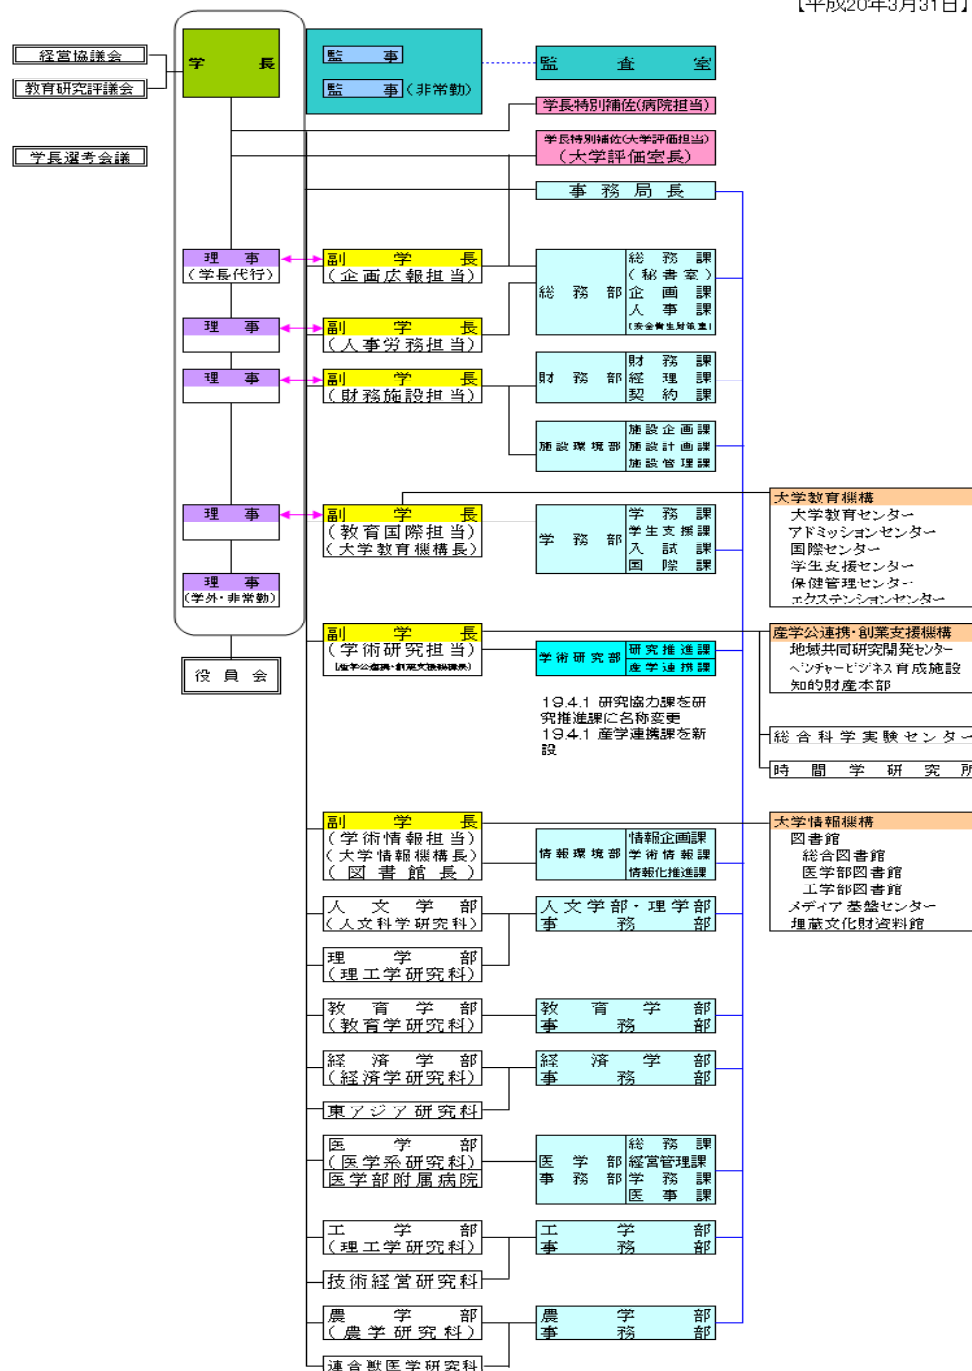 【平成20年3月31日】
経営協議会
教育研究評議会
学長選考会議
学長
監事
監事(非常勤)
監査室
学長特別補佐(病院担当)
学長特別補佐(大学評価担当)
(大学評価室長)
事務局長
理事
(学長代行)
副学長
(企画広報担当)
総務部
総務課
(秘書室)
企画課
人事課
(安全衛生対策室)
理事
副学長
(人事労務担当)
理事
副学長
(財務施設担当)
財務部
財務課
経理課
契約課
施設環境部
施設企画課
施設計画課
施設管理課
理事
副学長
(教育国際担当)
(大学教育機構長)
学務部
学務課
学生支援課
入試課
国際課
大学教育機構
大学教育センター
アドミッションセンター
国際センター
学生支援センター
保健管理センター
エクステンションセンター
理事
(学外・非常勤)
役員会
副学長
(学術研究担当)
(産学公連携・創業支援機構長)
学術研究部
研究推進課
産学連携課
19.4.1 研究協力課を研
究推進課に名称変更
19.4.1 産学連携課を新
設
産学公連携・創業支援機構
地域共同研究開発センター
ベンチャービジネス育成施設
知的財産本部
総合科学実験センター
時間学研究所
副学長
(学術情報担当)
(大学情報機構長)
(図書館長)
情報環境部
情報企画課
学術情報課
情報化推進課
大学情報機構
図書館
総合図書館
医学部図書館
工学部図書館
メディア基盤センター
埋蔵文化財資料館
人文学部
(人文科学研究科)
人文学部・理学部
事務部
理学部
(理工学研究科)
教育学部
(教育学研究科)
教育学部
事務部
経済学部
(経済学研究科)
経済学部
事務部
東アジア研究科
医学部
(医学系研究科)
医学部附属病院
医学部
事務部
総務課
経営管理課
学務課
医事課
工学部
(理工学研究科)
工学部
事務部
技術経営研究科
農学部
(農学研究科)
農学部
事務部
連合獣医学研究科